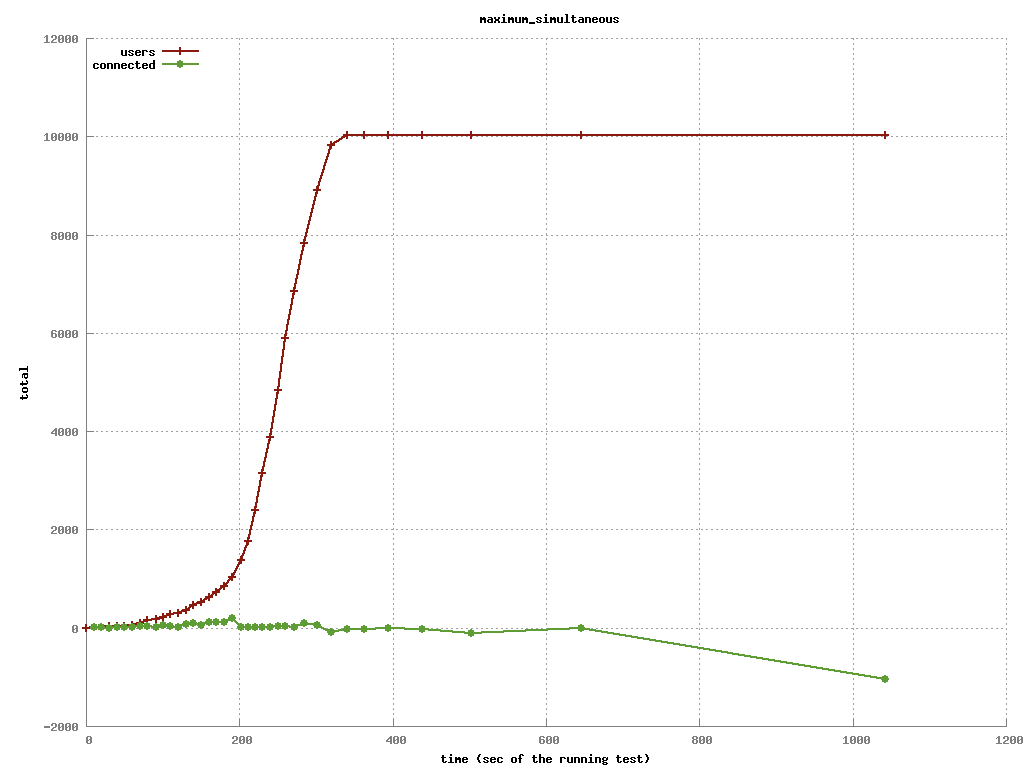 maximum_simultaneous
12000
users
connected
10000
8000
6000
total
4000
2000
0
-2000
0 200 400 600 800 1000 1200
time (sec of the running test)